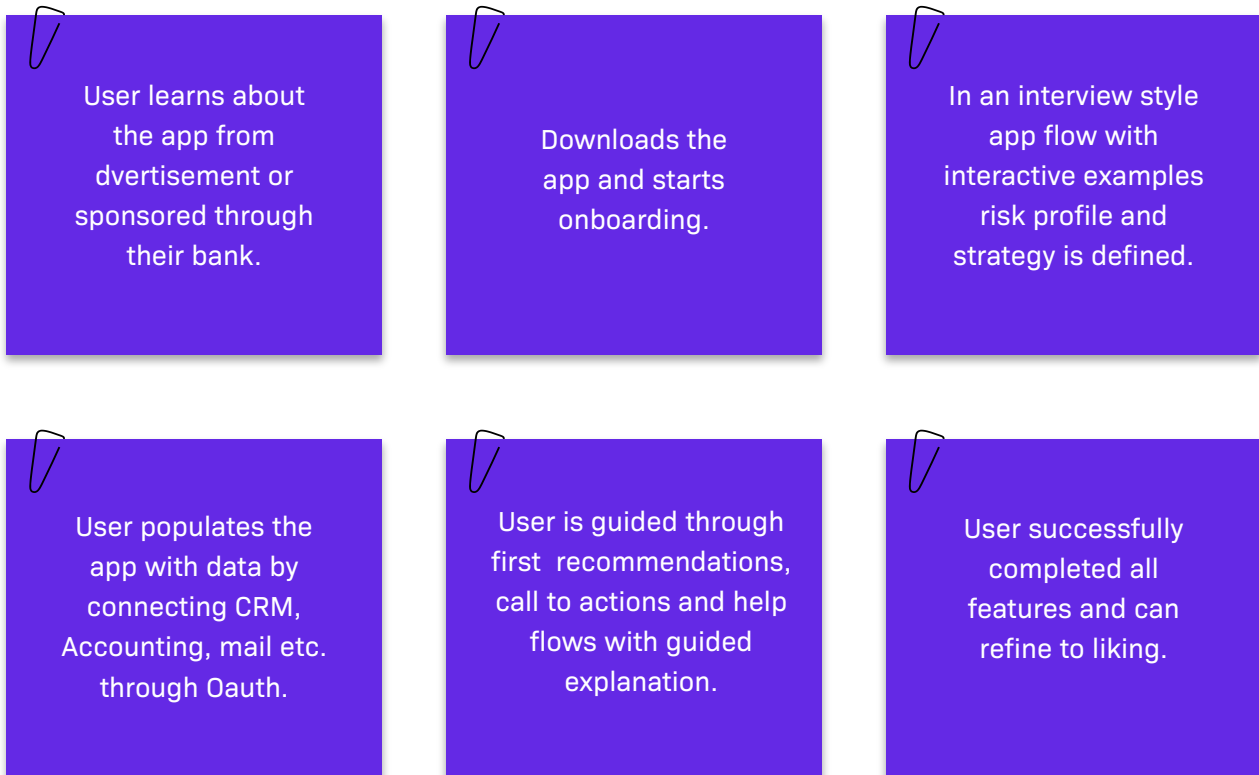 User learns about
the app from
dvertisement or
sponsored through
their bank.
Downloads the
app and starts
onboarding.
In an interview style
app flow with
interactive examples
risk profile and
strategy is defined.
User populates the
app with data by
connecting CRM,
Accounting, mail etc.
through Oauth.
User is guided through
first  recommendations,
call to actions and help
flows with guided
explanation.
User successfully
completed all
features and can
refine to liking.